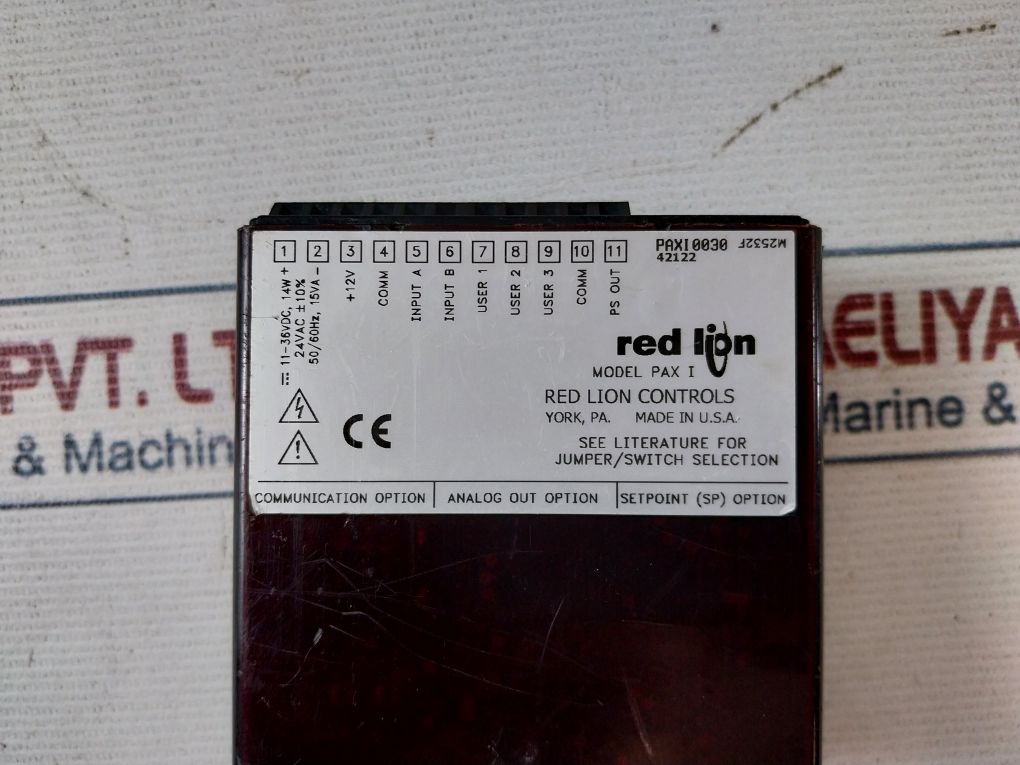 1 2 3 4 5 6 7 8 9 10 11
PAXI0030 M2532F
42122
⎓ 11-36VDC, 14W +
24VAC ±10%
50/60Hz, 15VA -
+12V
COMM
INPUT A
INPUT B
USER 1
USER 2
USER 3
COMM
PS OUT
red lion
MODEL PAX I
RED LION CONTROLS
YORK, PA. MADE IN U.S.A.
CE
SEE LITERATURE FOR
JUMPER/SWITCH SELECTION
COMMUNICATION OPTION ANALOG OUT OPTION SETPOINT (SP) OPTION
PVT. LT
& Machin
AELIYA
Marine &